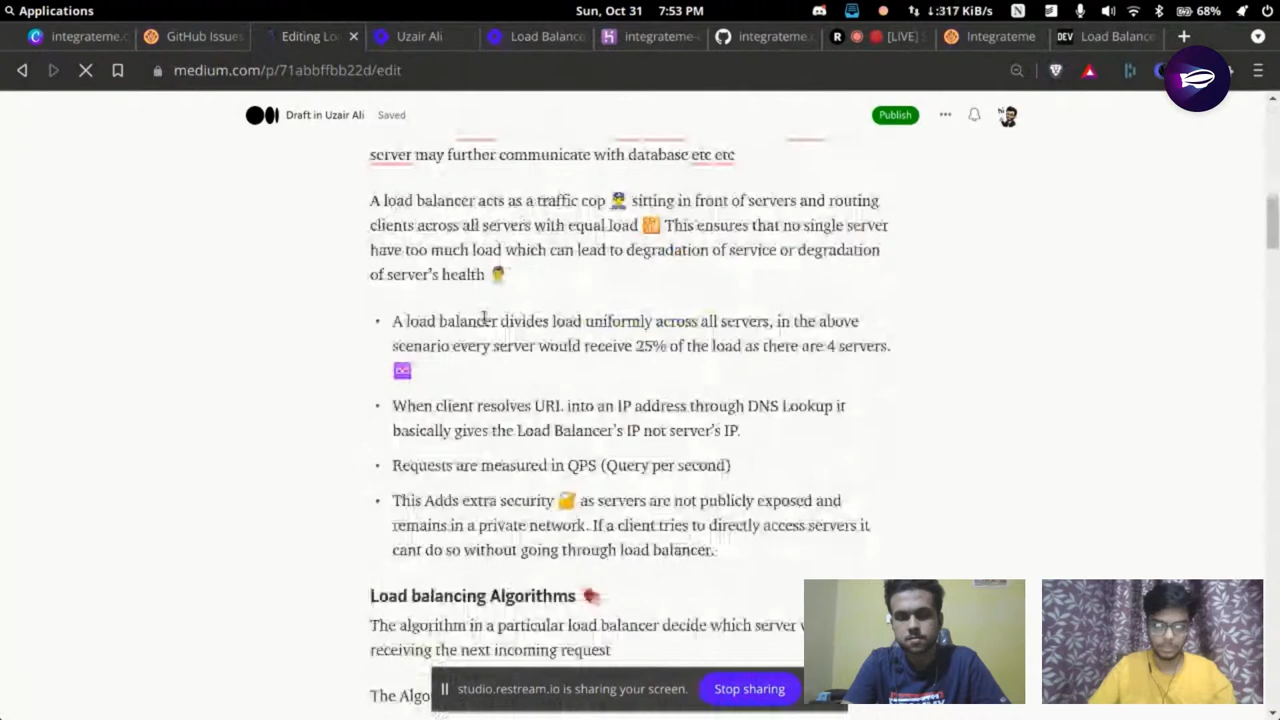 Applications
Sun, Oct 31 7:53 PM
↓:317 KiB/s
68%
integrateme.c
GitHub Issues
Editing Lo
Uzair Ali
Load Balance
integrateme-
integrateme.
[LIVE]
Integrateme
DEV Load Balanc
medium.com/p/71abbffbb22d/edit
Draft in Uzair Ali Saved
Publish
server may further communicate with database etc etc
A load balancer acts as a traffic cop 👮 sitting in front of servers and routing
clients across all servers with equal load This ensures that no single server
have too much load which can lead to degradation of service or degradation
of server's health
• A load balancer divides load uniformly across all servers, in the above
scenario every server would receive 25% of the load as there are 4 servers.
• When client resolves URL into an IP address through DNS Lookup it
basically gives the Load Balancer's IP not server's IP.
• Requests are measured in QPS (Query per second)
• This Adds extra security as servers are not publicly exposed and
remains in a private network. If a client tries to directly access servers it
cant do so without going through load balancer.
Load balancing Algorithms
The algorithm in a particular load balancer decide which server
receiving the next incoming request
The Algo
studio.restream.io is sharing your screen.
Stop sharing